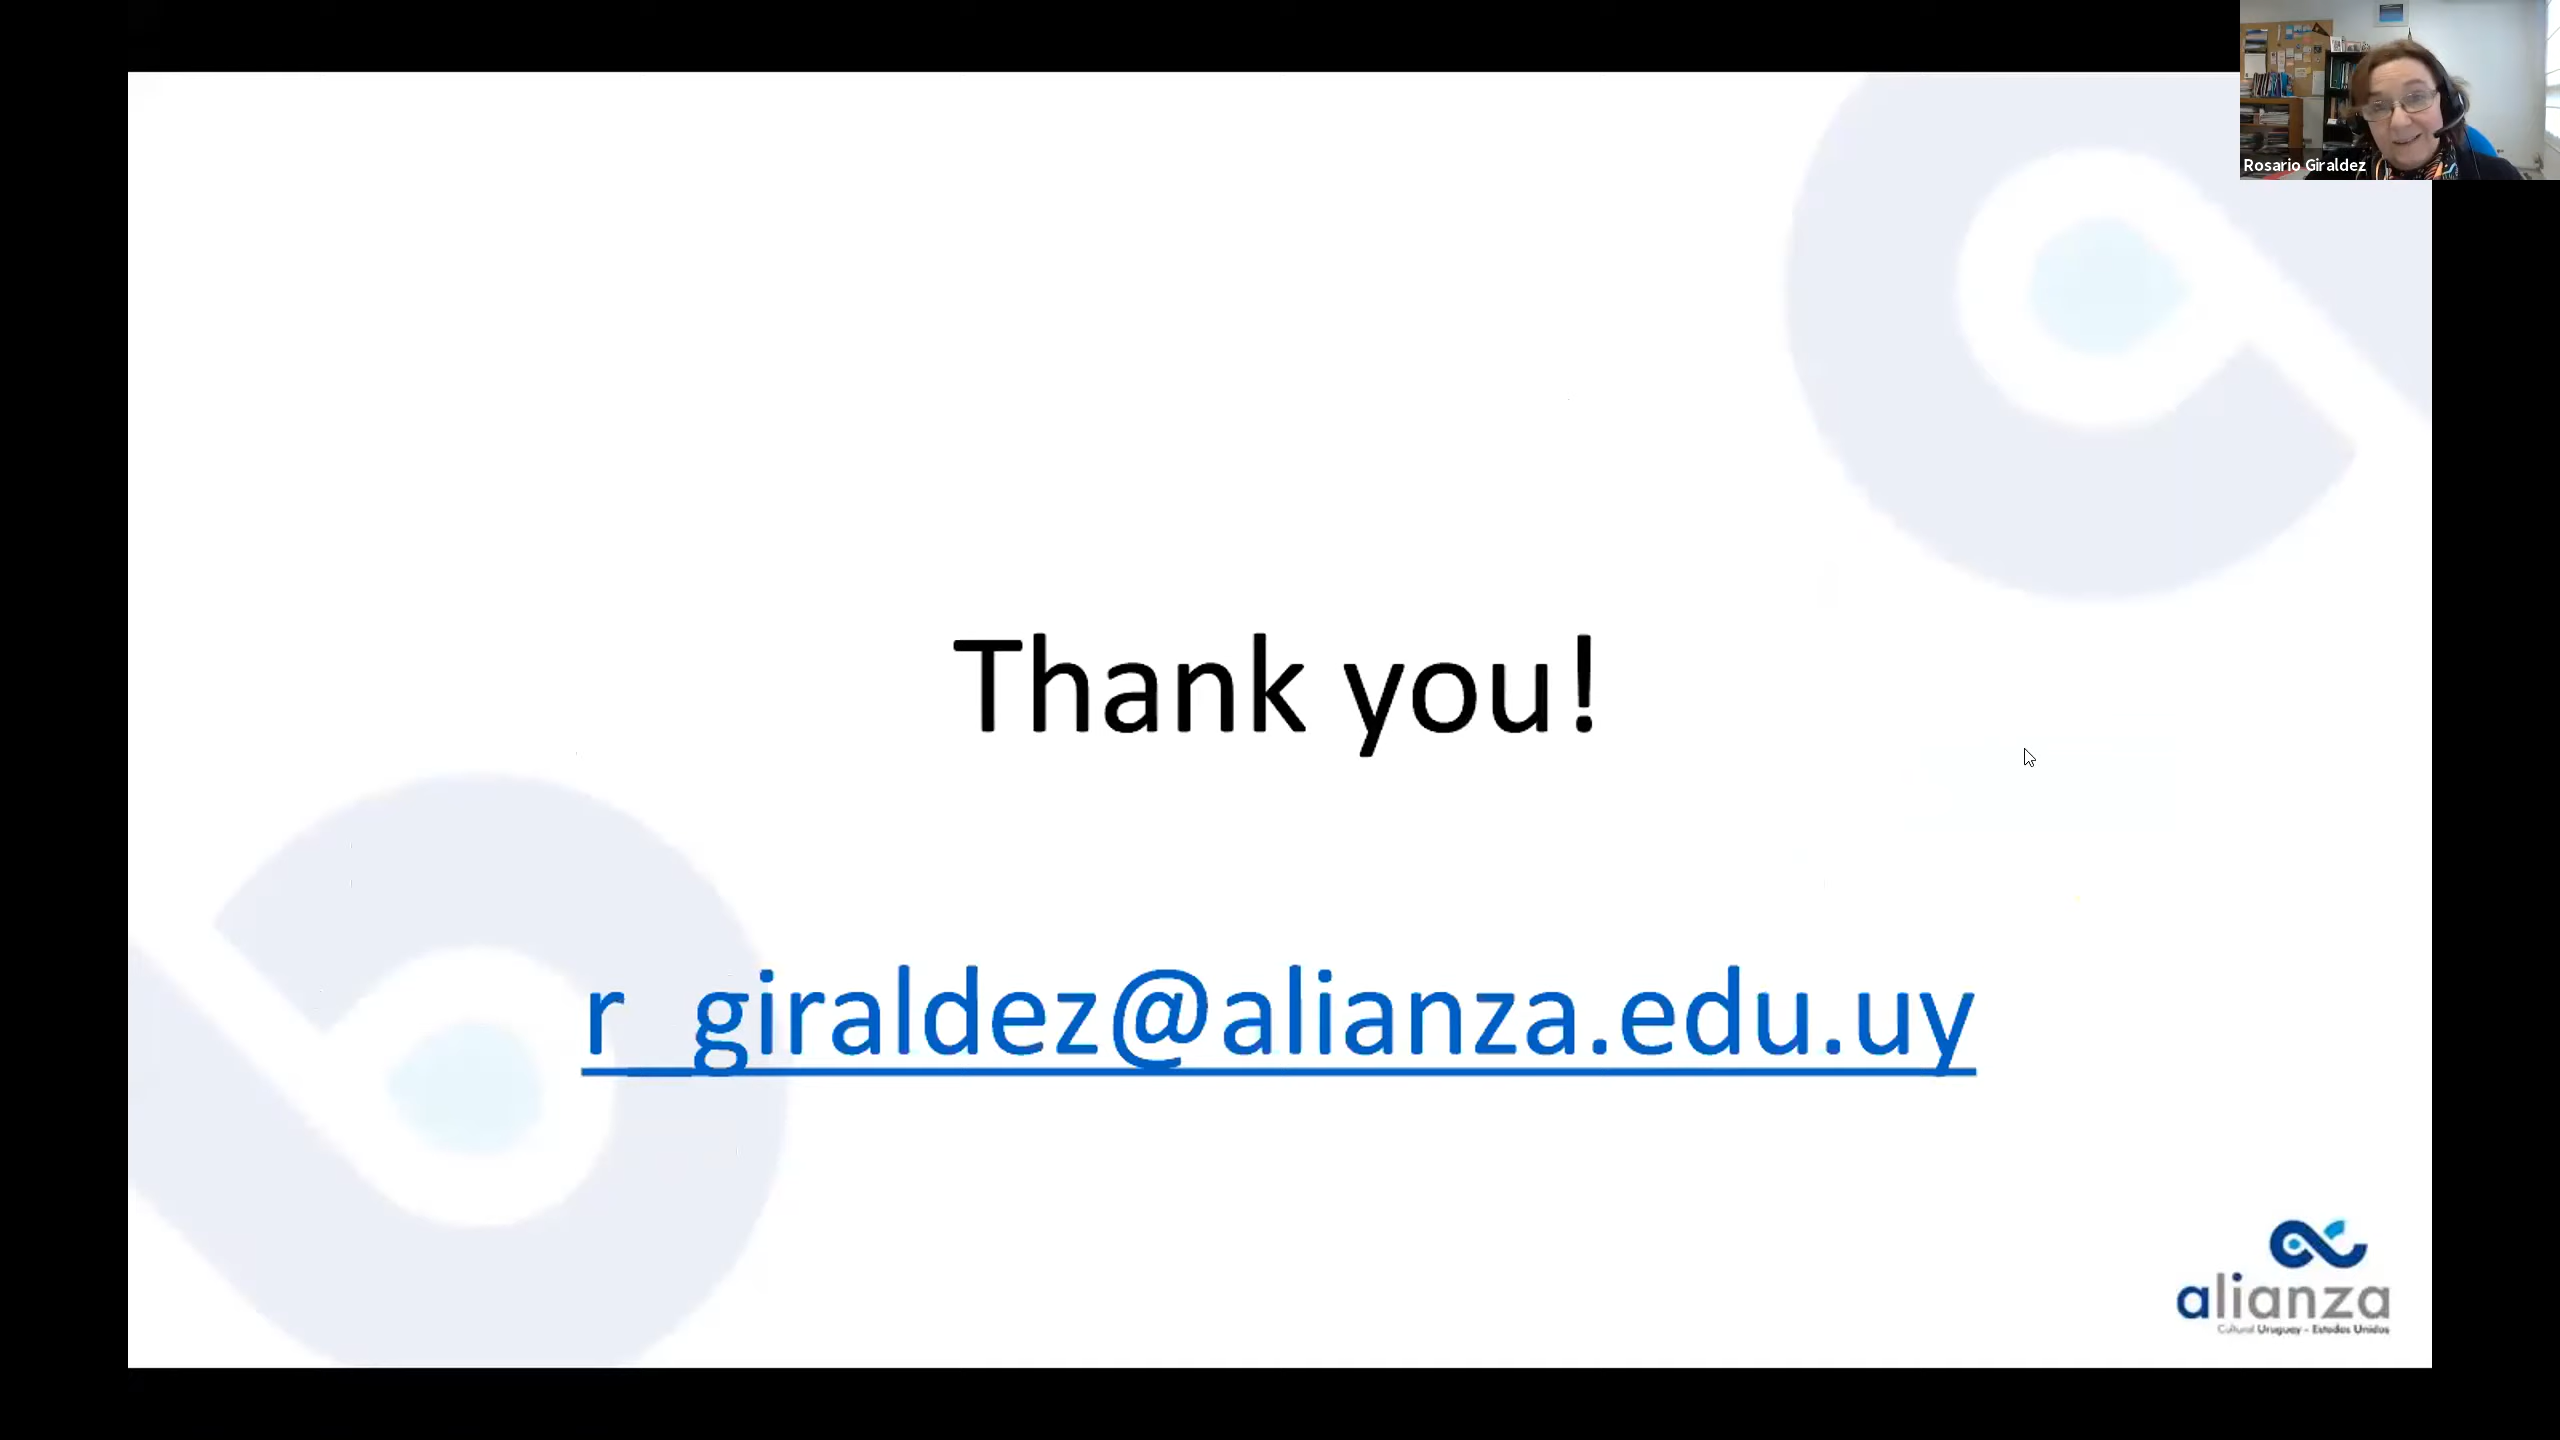 Rosario Giraldez
Thank you!
r_giraldez@alianza.edu.uy
alianza
Cultural Uruguay - Estados Unidos